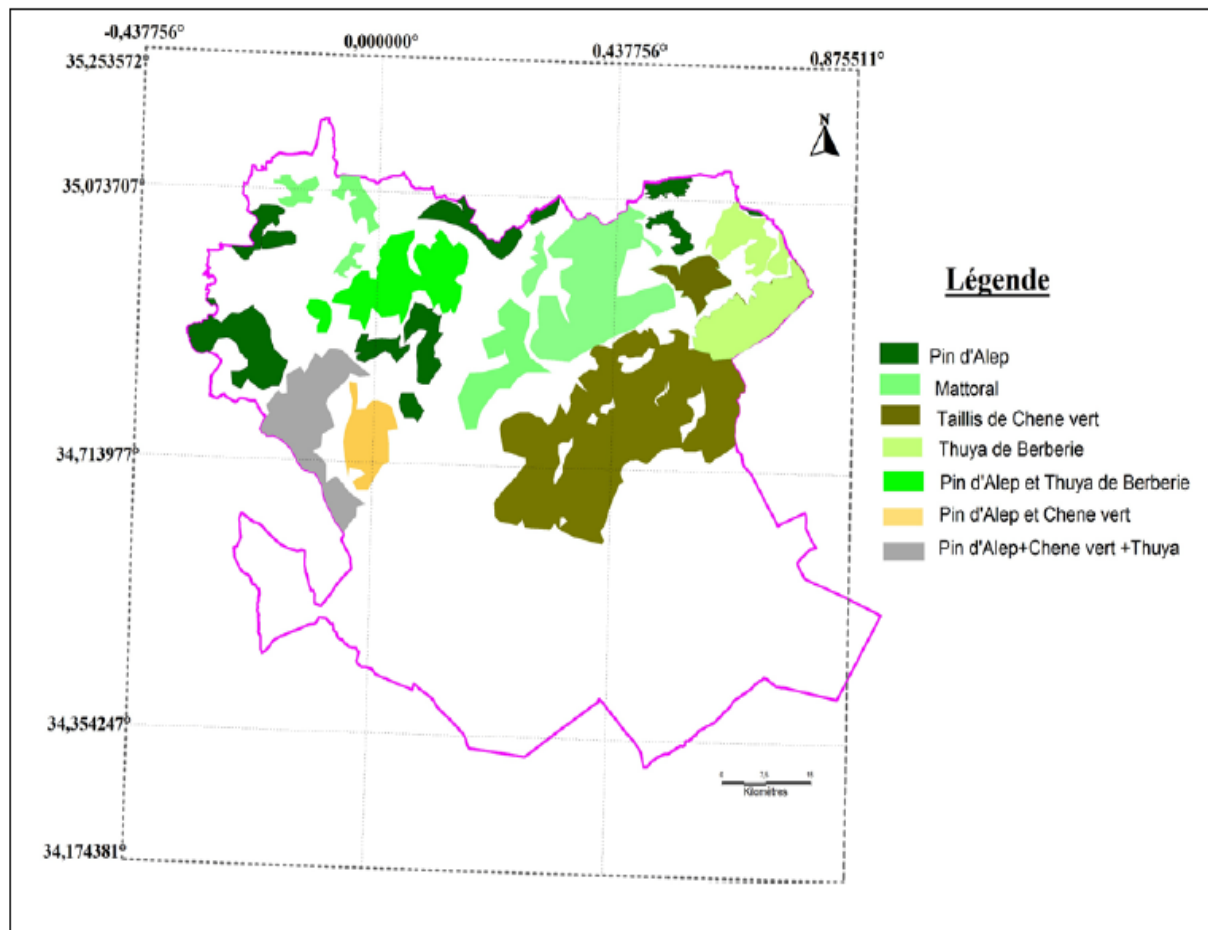 -0,437756°
0,000000°
0,437756°
0,875511°
35,253572°
N
35,073707°
34,713977°
34,354247°
34,174381°
Légende
Pin d'Alep
Mattoral
Taillis de Chene vert
Thuya de Berberie
Pin d'Alep et Thuya de Berberie
Pin d'Alep et Chene vert
Pin d'Alep+Chene vert +Thuya
0 7,5 15
Kilomètres